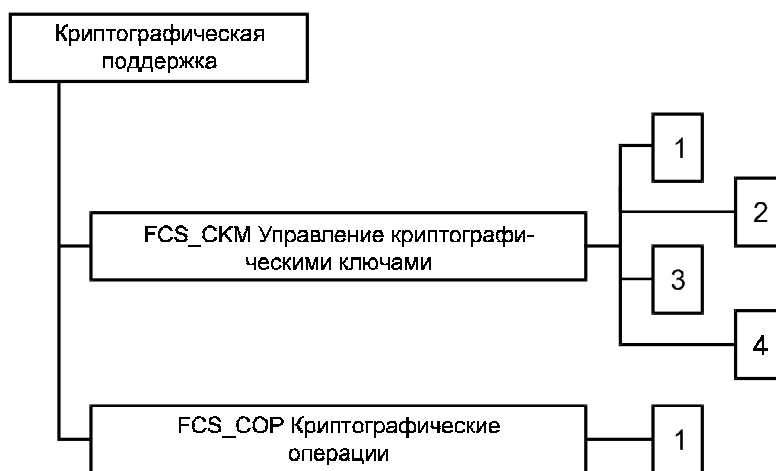 Криптографическая
поддержка
1
2
FCS_CKM Управление криптографи-
ческими ключами
3
4
FCS_COP Криптографические
операции
1